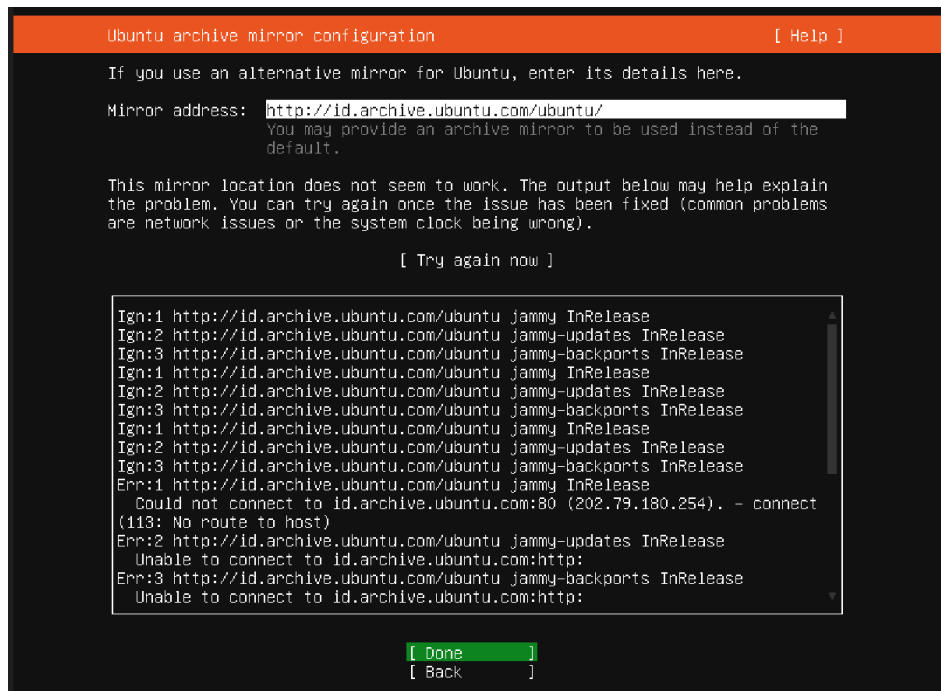 Ubuntu archive mirror configuration [ Help ]
If you use an alternative mirror for Ubuntu, enter its details here.
Mirror address: http://id.archive.ubuntu.com/ubuntu/
You may provide an archive mirror to be used instead of the
default.
This mirror location does not seem to work. The output below may help explain
the problem. You can try again once the issue has been fixed (common problems
are network issues or the system clock being wrong).
[ Try again now ]
Ign:1 http://id.archive.ubuntu.com/ubuntu jammy InRelease
Ign:2 http://id.archive.ubuntu.com/ubuntu jammy-updates InRelease
Ign:3 http://id.archive.ubuntu.com/ubuntu jammy-backports InRelease
Ign:1 http://id.archive.ubuntu.com/ubuntu jammy InRelease
Ign:2 http://id.archive.ubuntu.com/ubuntu jammy-updates InRelease
Ign:3 http://id.archive.ubuntu.com/ubuntu jammy-backports InRelease
Ign:1 http://id.archive.ubuntu.com/ubuntu jammy InRelease
Ign:2 http://id.archive.ubuntu.com/ubuntu jammy-updates InRelease
Ign:3 http://id.archive.ubuntu.com/ubuntu jammy-backports InRelease
Err:1 http://id.archive.ubuntu.com/ubuntu jammy InRelease
Could not connect to id.archive.ubuntu.com:80 (202.79.180.254). - connect
(113: No route to host)
Err:2 http://id.archive.ubuntu.com/ubuntu jammy-updates InRelease
Unable to connect to id.archive.ubuntu.com:http:
Err:3 http://id.archive.ubuntu.com/ubuntu jammy-backports InRelease
Unable to connect to id.archive.ubuntu.com:http:
[ Done ]
[ Back ]